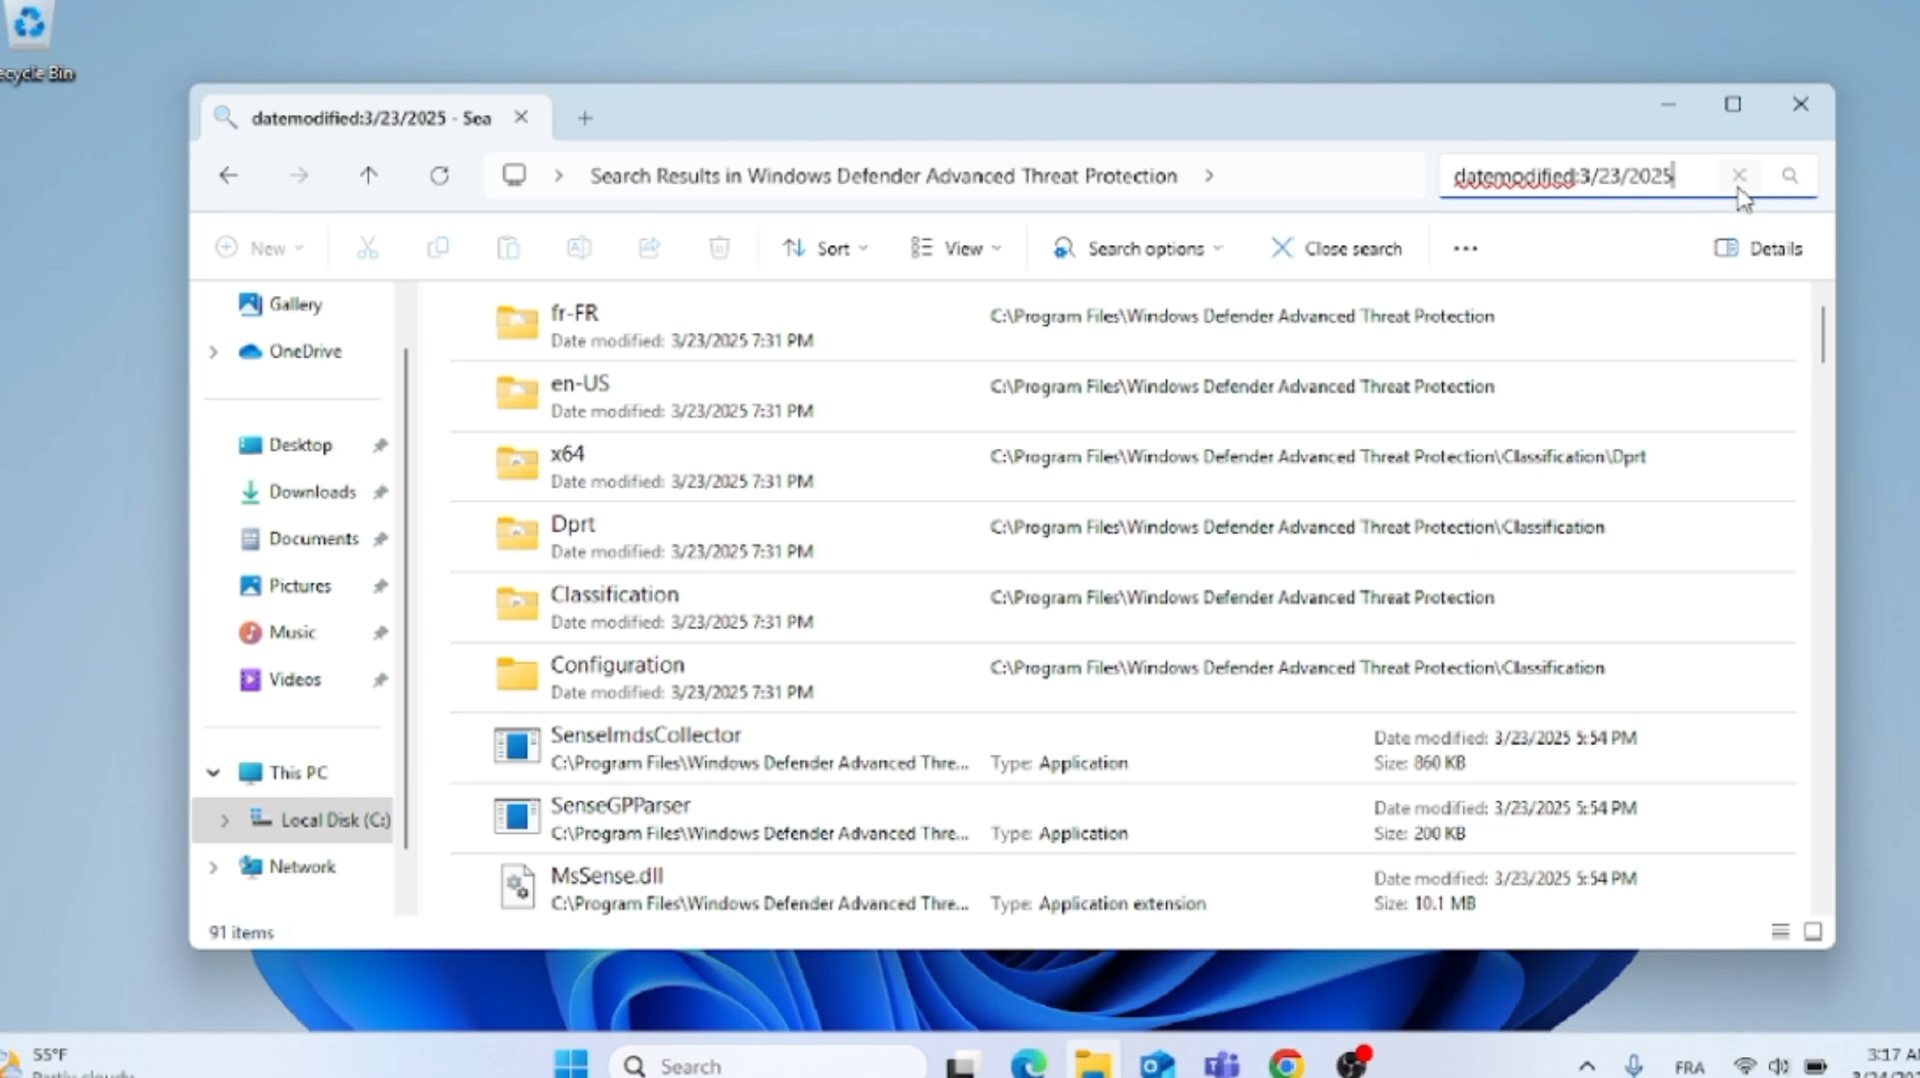 ecycle Bin
datemodified:3/23/2025 - Sea
Search Results in Windows Defender Advanced Threat Protection
datemodified:3/23/2025
New
Sort
View
Search options
Close search
Details
Gallery
OneDrive
Desktop
Downloads
Documents
Pictures
Music
Videos
This PC
Local Disk (C:)
Network
fr-FR
C:\Program Files\Windows Defender Advanced Threat Protection
Date modified: 3/23/2025 7:31 PM
en-US
C:\Program Files\Windows Defender Advanced Threat Protection
Date modified: 3/23/2025 7:31 PM
x64
C:\Program Files\Windows Defender Advanced Threat Protection\Classification\Dprt
Date modified: 3/23/2025 7:31 PM
Dprt
C:\Program Files\Windows Defender Advanced Threat Protection\Classification
Date modified: 3/23/2025 7:31 PM
Classification
C:\Program Files\Windows Defender Advanced Threat Protection
Date modified: 3/23/2025 7:31 PM
Configuration
C:\Program Files\Windows Defender Advanced Threat Protection\Classification
Date modified: 3/23/2025 7:31 PM
SenseImdsCollector
Date modified: 3/23/2025 5:54 PM
C:\Program Files\Windows Defender Advanced Thre... Type: Application
Size: 860 KB
SenseGPParser
Date modified: 3/23/2025 5:54 PM
C:\Program Files\Windows Defender Advanced Thre... Type: Application
Size: 200 KB
MsSense.dll
Date modified: 3/23/2025 5:54 PM
C:\Program Files\Windows Defender Advanced Thre... Type: Application extension
Size: 10.1 MB
91 items
55°F
Partly cloudy
Search
FRA
3:17 A